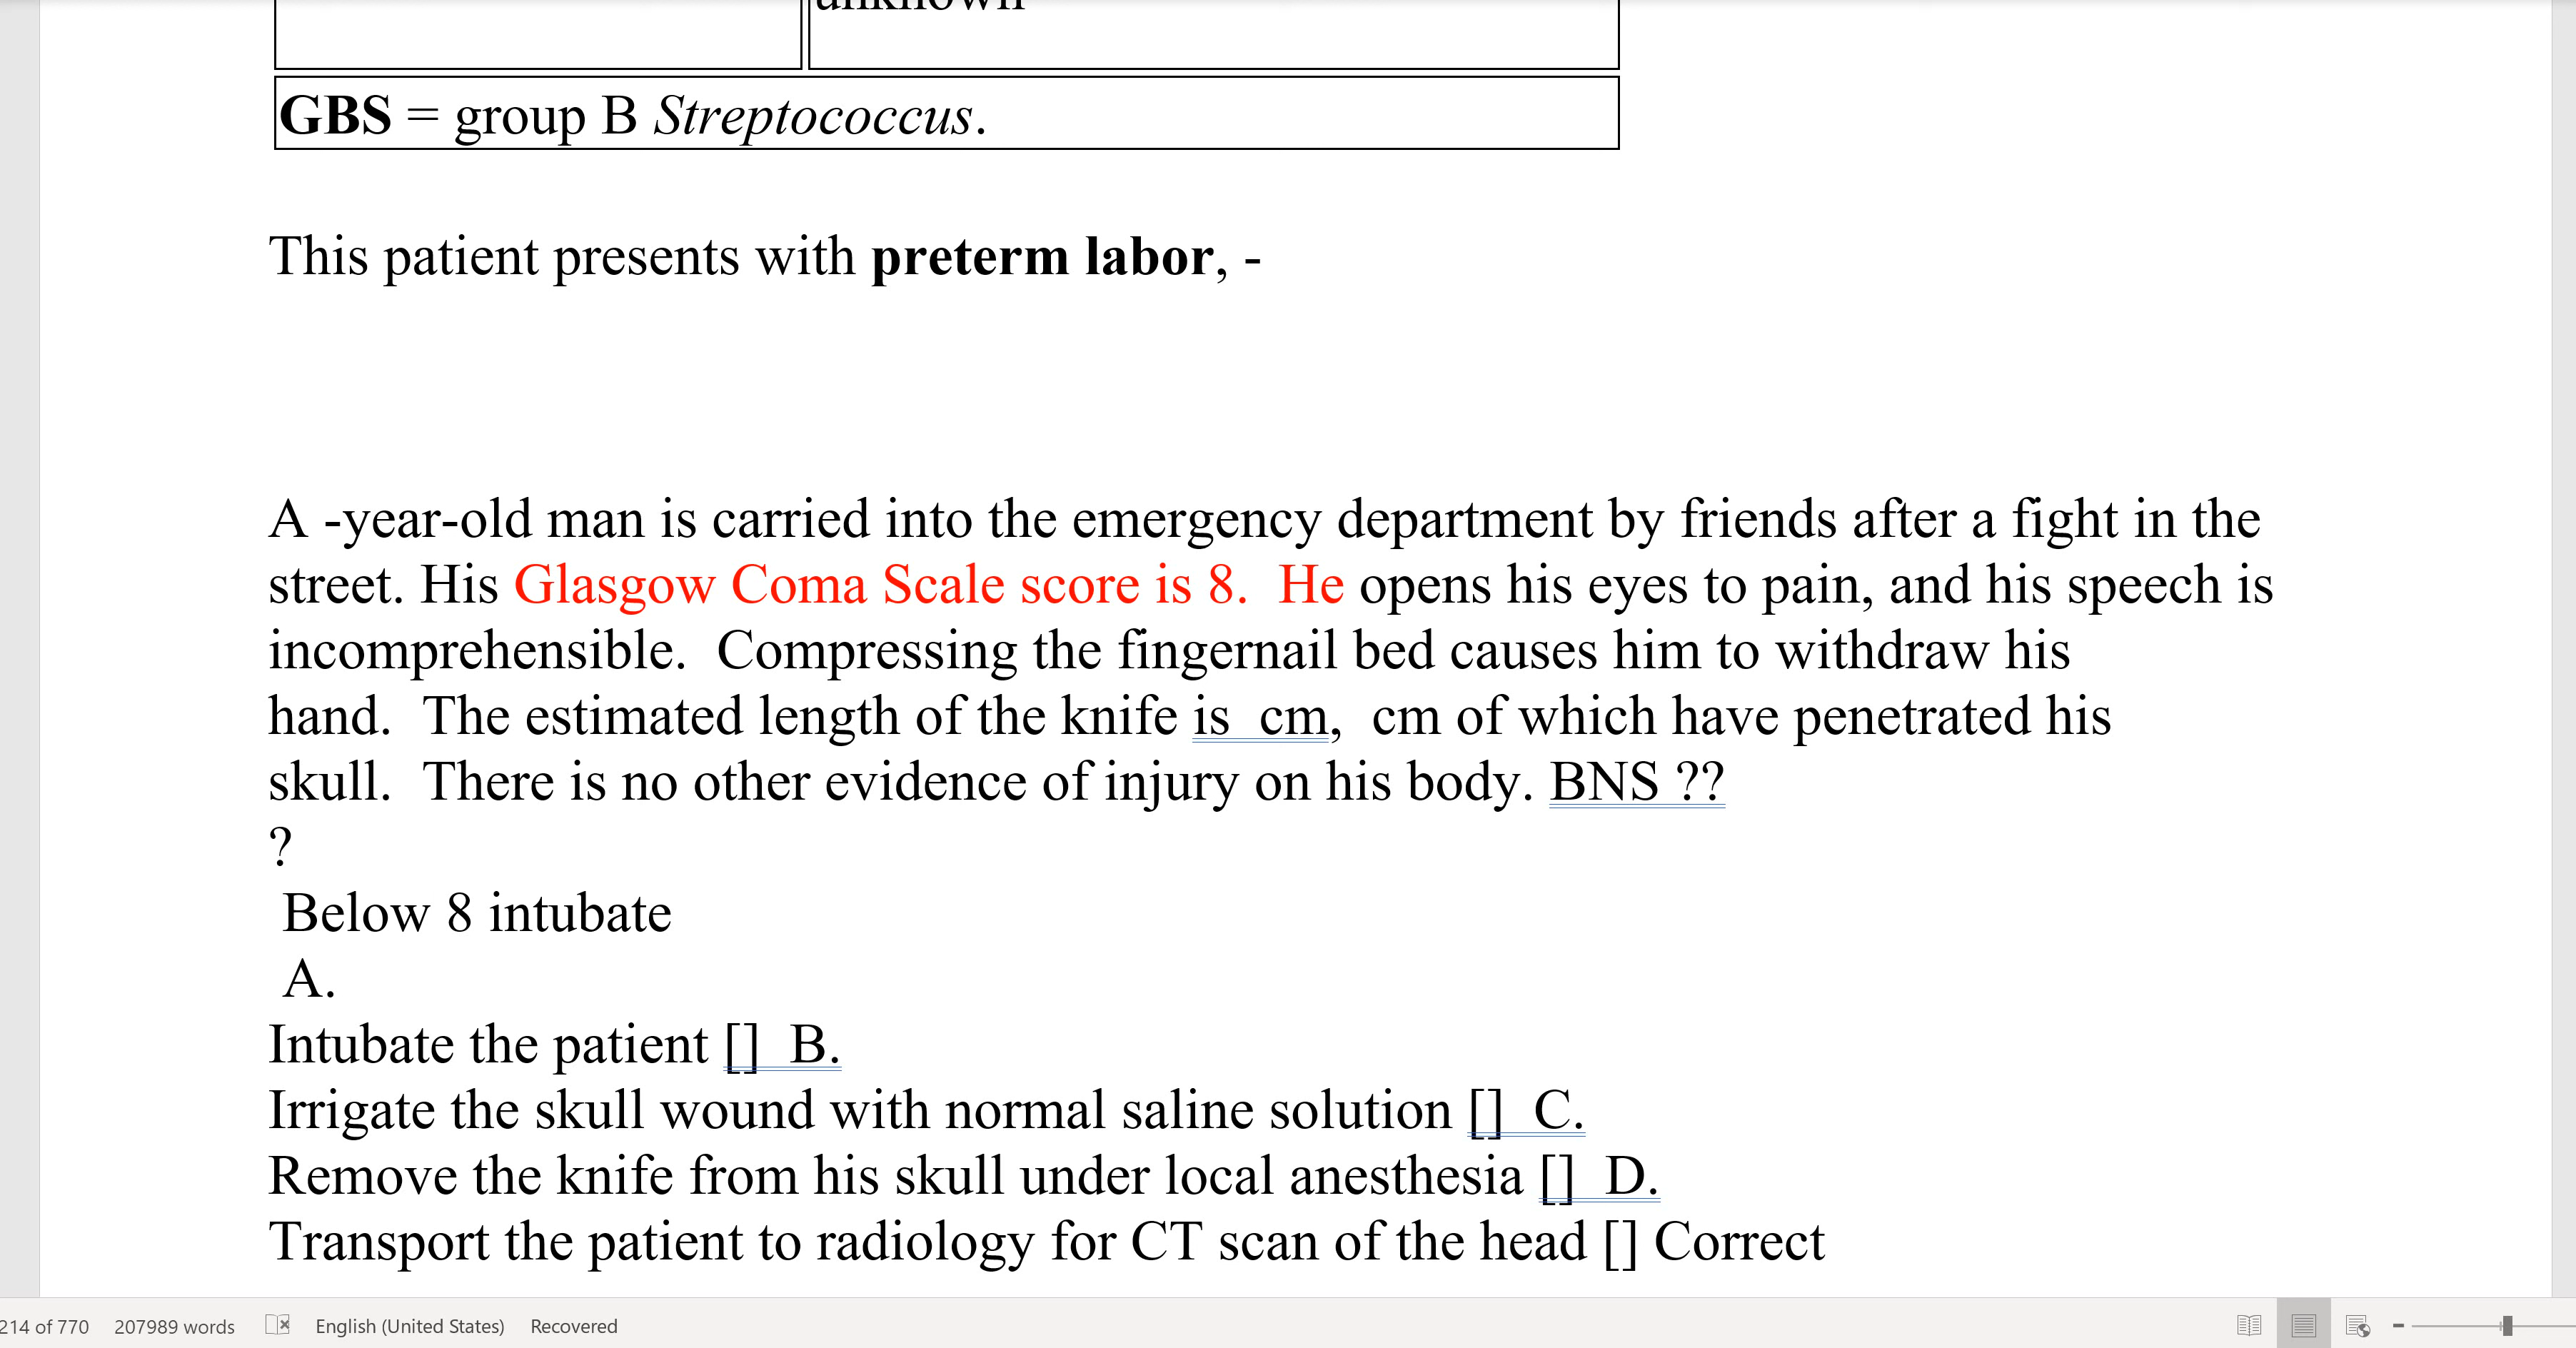 unknown
GBS = group B Streptococcus.
This patient presents with preterm labor, -
A -year-old man is carried into the emergency department by friends after a fight in the
street. His Glasgow Coma Scale score is 8.  He opens his eyes to pain, and his speech is
incomprehensible.  Compressing the fingernail bed causes him to withdraw his
hand.  The estimated length of the knife is  cm,  cm of which have penetrated his
skull.  There is no other evidence of injury on his body. BNS ??
?
Below 8 intubate
A.
Intubate the patient []  B.
Irrigate the skull wound with normal saline solution []  C.
Remove the knife from his skull under local anesthesia []  D.
Transport the patient to radiology for CT scan of the head [] Correct
214 of 770 207989 words English (United States) Recovered